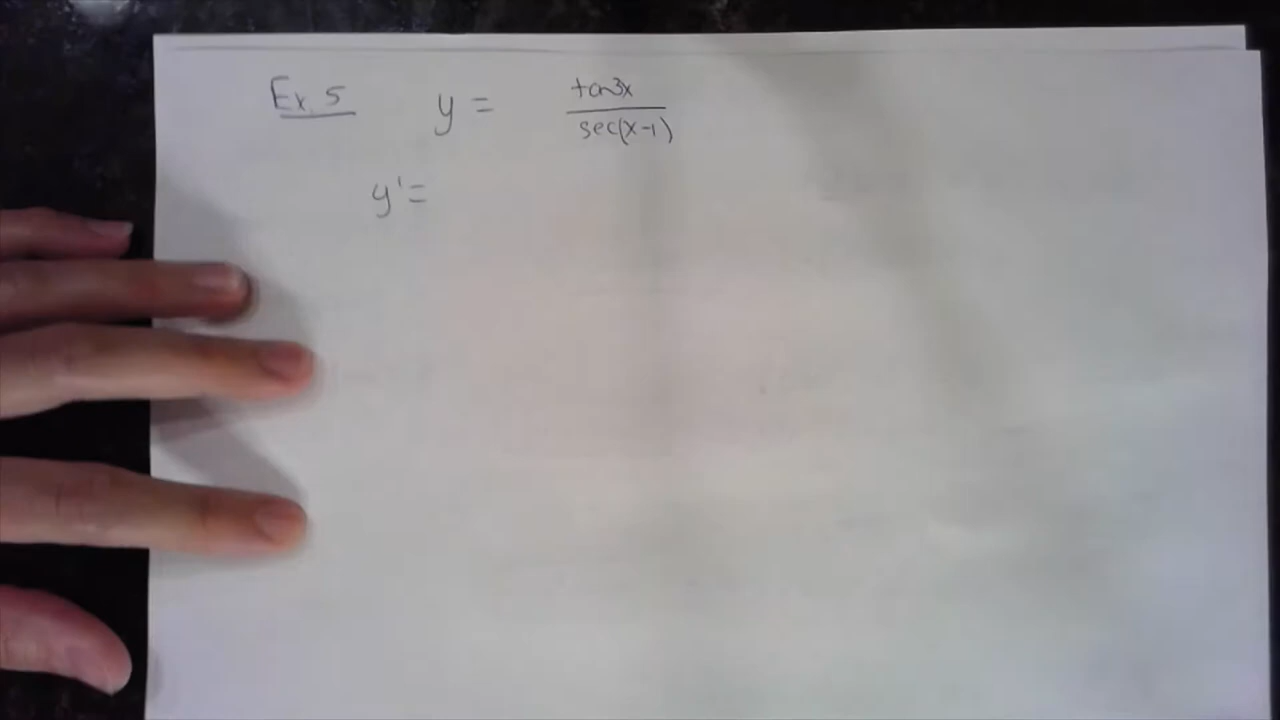 Ex. 5 y = tan3x / sec(x-1)
y' =